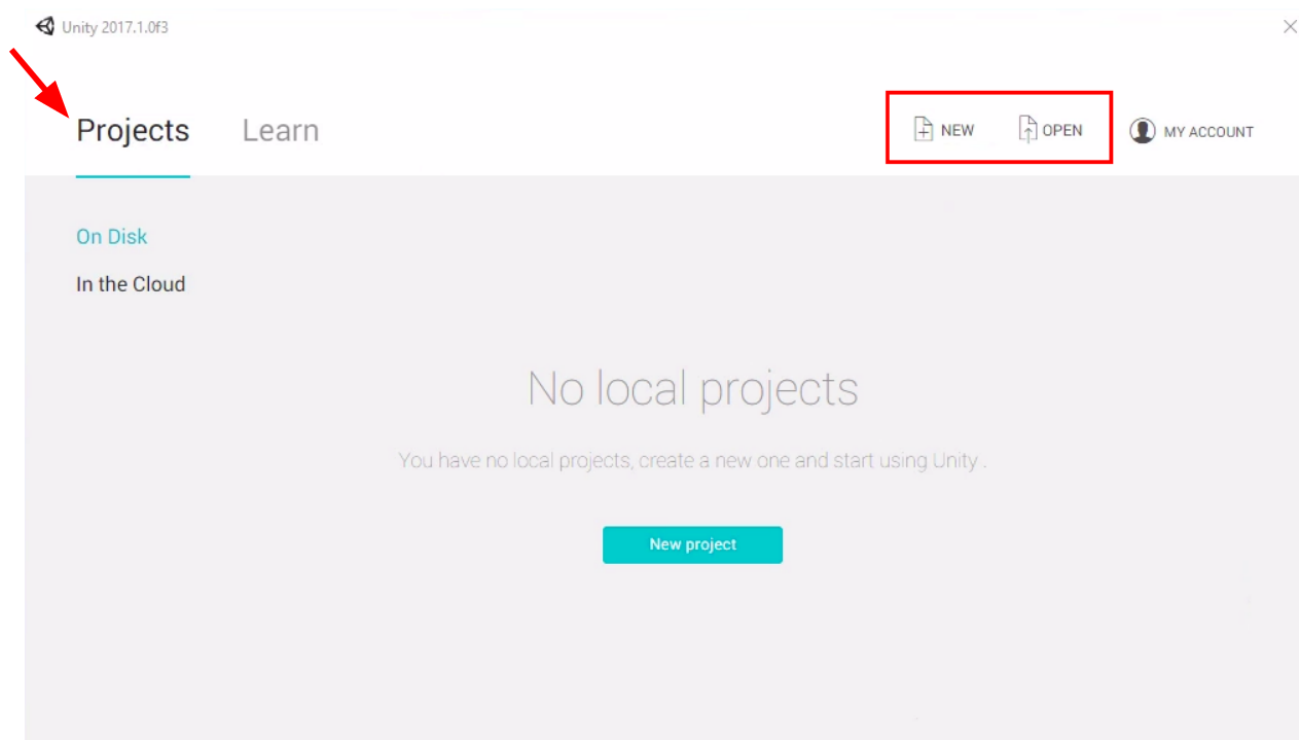 Unity 2017.1.0f3
Projects Learn NEW OPEN MY ACCOUNT
On Disk
In the Cloud
No local projects
You have no local projects, create a new one and start using Unity .
New project